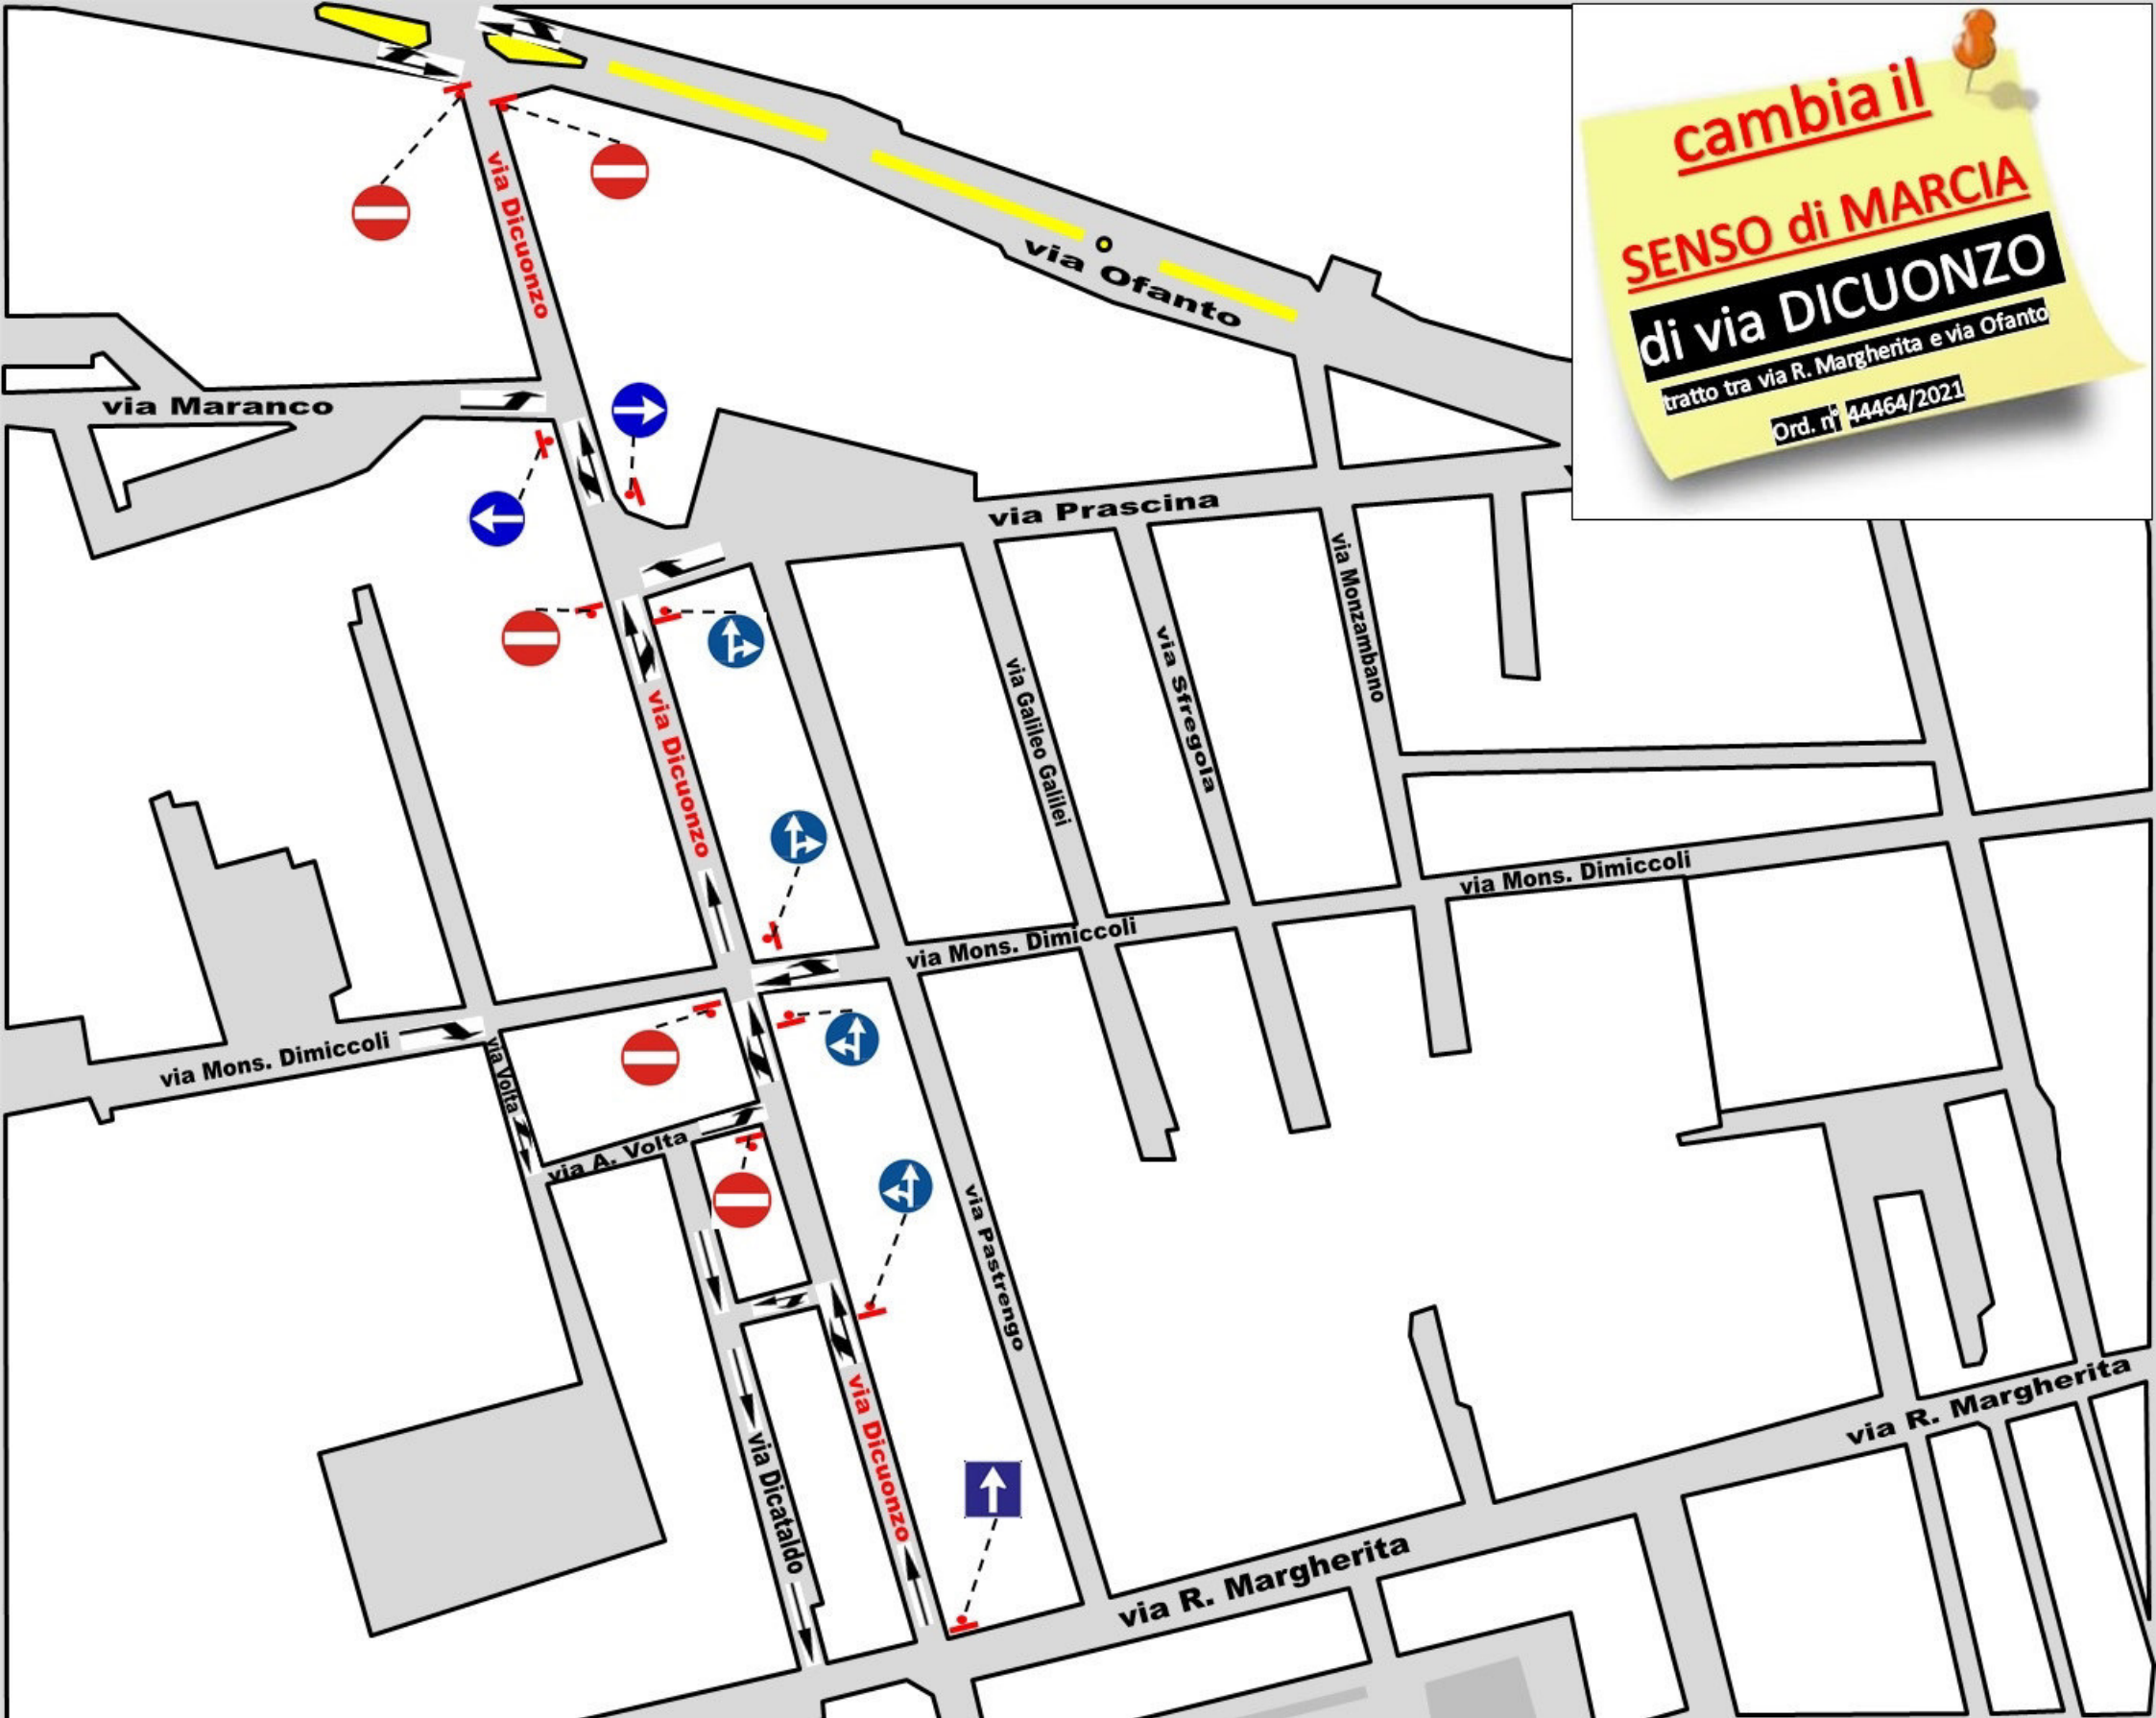 cambia il
SENSO di MARCIA
di via DICUONZO
tratto tra via R. Margherita e via Ofanto
Ord. n° 44464/2021
via Dicuonzo
via Ofanto
via Maranco
via Prascina
via Monzambano
via Sfregola
via Galileo Galilei
via Dicuonzo
via Mons. Dimiccoli
via Mons. Dimiccoli
via Mons. Dimiccoli
via Volta
via A. Volta
via Pastrengo
via Dicuonzo
via Dicataldo
via R. Margherita
via R. Margherita